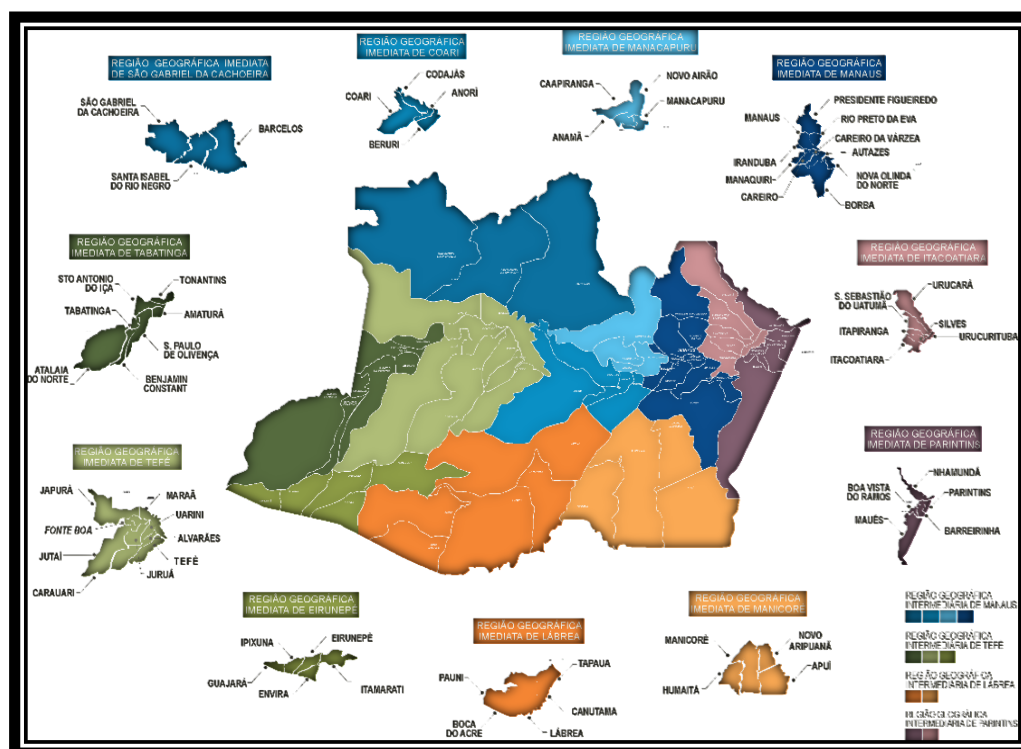 REGIÃO GEOGRÁFICA IMEDIATA
DE SÃO GABRIEL DA CACHOEIRA
SÃO GABRIEL
DA CACHOEIRA
BARCELOS
SANTA ISABEL
DO RIO NEGRO
REGIÃO GEOGRÁFICA
IMEDIATA DE COARI
CODAJÁS
COARI
ANORÍ
BERURI
REGIÃO GEOGRÁFICA
IMEDIATA DE MANACAPURU
CAAPIRANGA
NOVO AIRÃO
MANACAPURU
ANAMÃ
REGIÃO GEOGRÁFICA
IMEDIATA DE MANAUS
PRESIDENTE FIGUEIREDO
MANAUS
RIO PRETO DA EVA
CAREIRO DA VÁRZEA
AUTAZES
IRANDUBA
MANAQUIRI
NOVA OLINDA
DO NORTE
CAREIRO
BORBA
REGIÃO GEOGRÁFICA
IMEDIATA DE TABATINGA
STO ANTONIO
DO IÇA
TONANTINS
TABATINGA
AMATURÁ
S. PAULO
DE OLIVENÇA
ATALAIA
DO NORTE
BENJAMIN
CONSTANT
REGIÃO GEOGRÁFICA
IMEDIATA DE ITACOATIARA
URUCARÁ
S. SEBASTIÃO
DO UATUMÃ
ITAPIRANGA
SILVES
URUCURITUBA
ITACOATIARA
REGIÃO GEOGRÁFICA
IMEDIATA DE TEFÉ
JAPURÁ
MARAÃ
UARINI
FONTE BOA
ALVARÃES
JUTAÍ
TEFÉ
JURUÁ
CARAUARI
REGIÃO GEOGRÁFICA
IMEDIATA DE PARINTINS
NHAMUNDÁ
BOA VISTA
DO RAMOS
PARINTINS
MAUÉS
BARREIRINHA
REGIÃO GEOGRÁFICA
IMEDIATA DE EIRUNEPÉ
IPIXUNA
EIRUNEPÉ
GUAJARÁ
ENVIRA
ITAMARATI
REGIÃO GEOGRÁFICA
IMEDIATA DE LÁBREA
TAPAUA
PAUNI
CANUTAMA
BOCA
DO ACRE
LÁBREA
REGIÃO GEOGRÁFICA
IMEDIATA DE MANICORÉ
MANICORÉ
NOVO
ARIPUANÃ
APUÍ
HUMAITÁ
REGIÃO GEOGRÁFICA
INTERMEDIÁRIA DE MANAUS
REGIÃO GEOGRÁFICA
INTERMEDIÁRIA DE TEFÉ
REGIÃO GEOGRÁFICA
INTERMEDIÁRIA DE LÁBREA
REGIÃO GEOGRÁFICA
INTERMEDIÁRIA DE PARINTINS